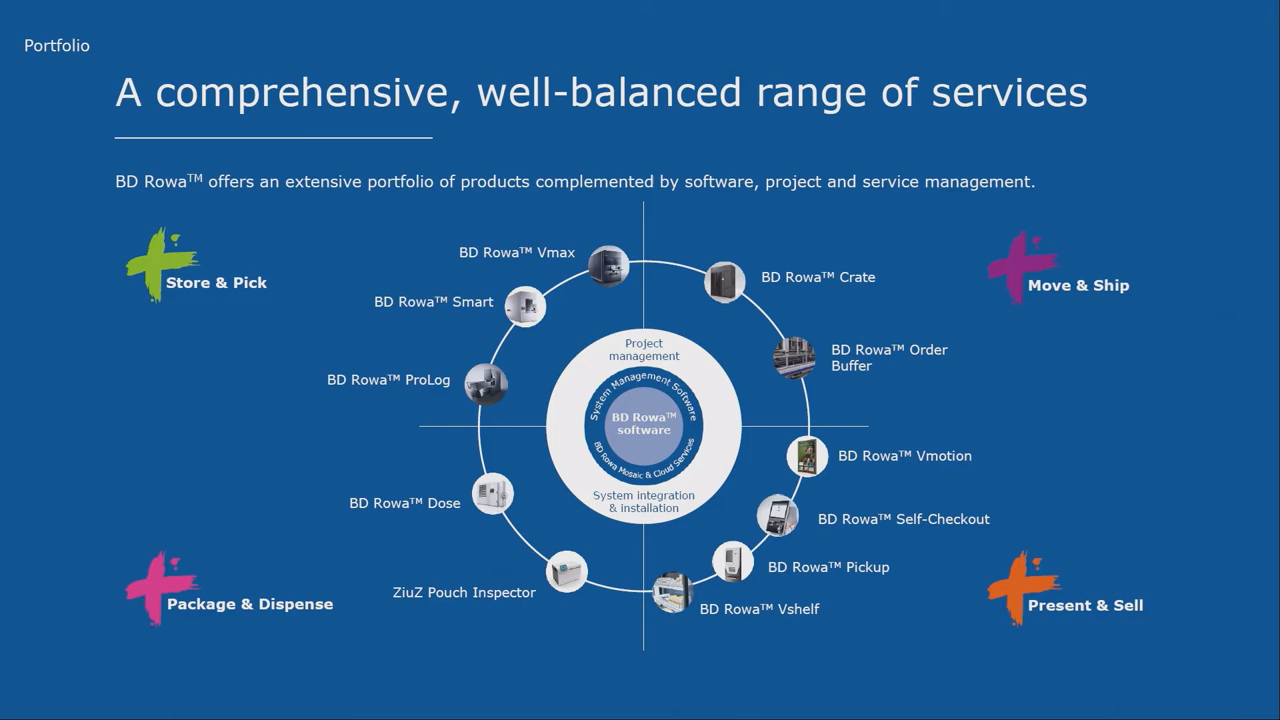 Portfolio
A comprehensive, well-balanced range of services
BD Rowa™ offers an extensive portfolio of products complemented by software, project and service management.
Store & Pick
BD Rowa™ Vmax
BD Rowa™ Smart
BD Rowa™ ProLog
BD Rowa™ Crate
BD Rowa™ Order
Buffer
Move & Ship
Project
management
System Management Software
BD Rowa™
software
BD Rowa Mosaic & Cloud Services
System integration
& installation
BD Rowa™ Dose
ZiuZ Pouch Inspector
Package & Dispense
BD Rowa™ Vmotion
BD Rowa™ Self-Checkout
BD Rowa™ Pickup
BD Rowa™ Vshelf
Present & Sell